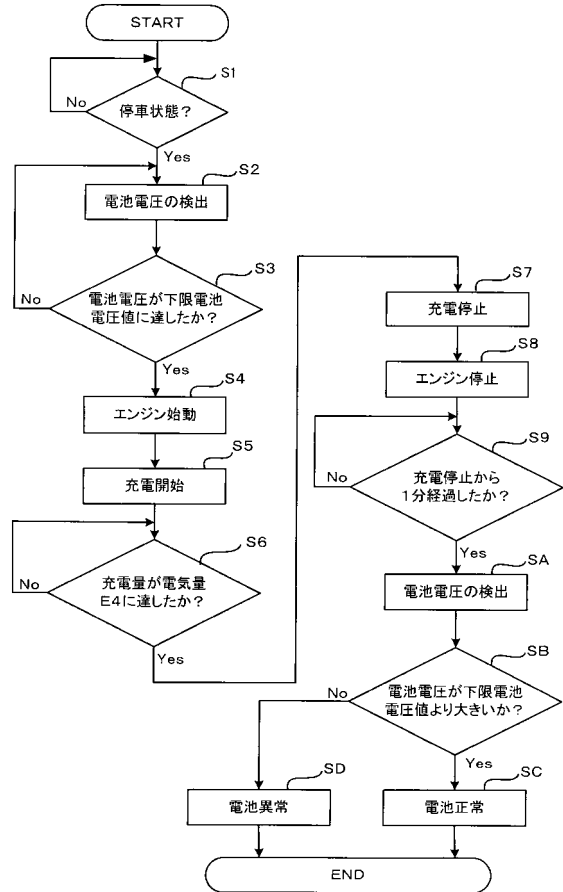 START
S1
停車状態？
No
Yes
S2
電池電圧の検出
S3
電池電圧が下限電池
電圧値に達したか？
No
Yes
S4
エンジン始動
S5
充電開始
S6
充電量が電気量
E4に達したか？
No
Yes
S7
充電停止
S8
エンジン停止
S9
充電停止から
1分経過したか？
No
Yes
SA
電池電圧の検出
SB
電池電圧が下限電池
電圧値より大きいか？
No
Yes
SD
電池異常
SC
電池正常
END